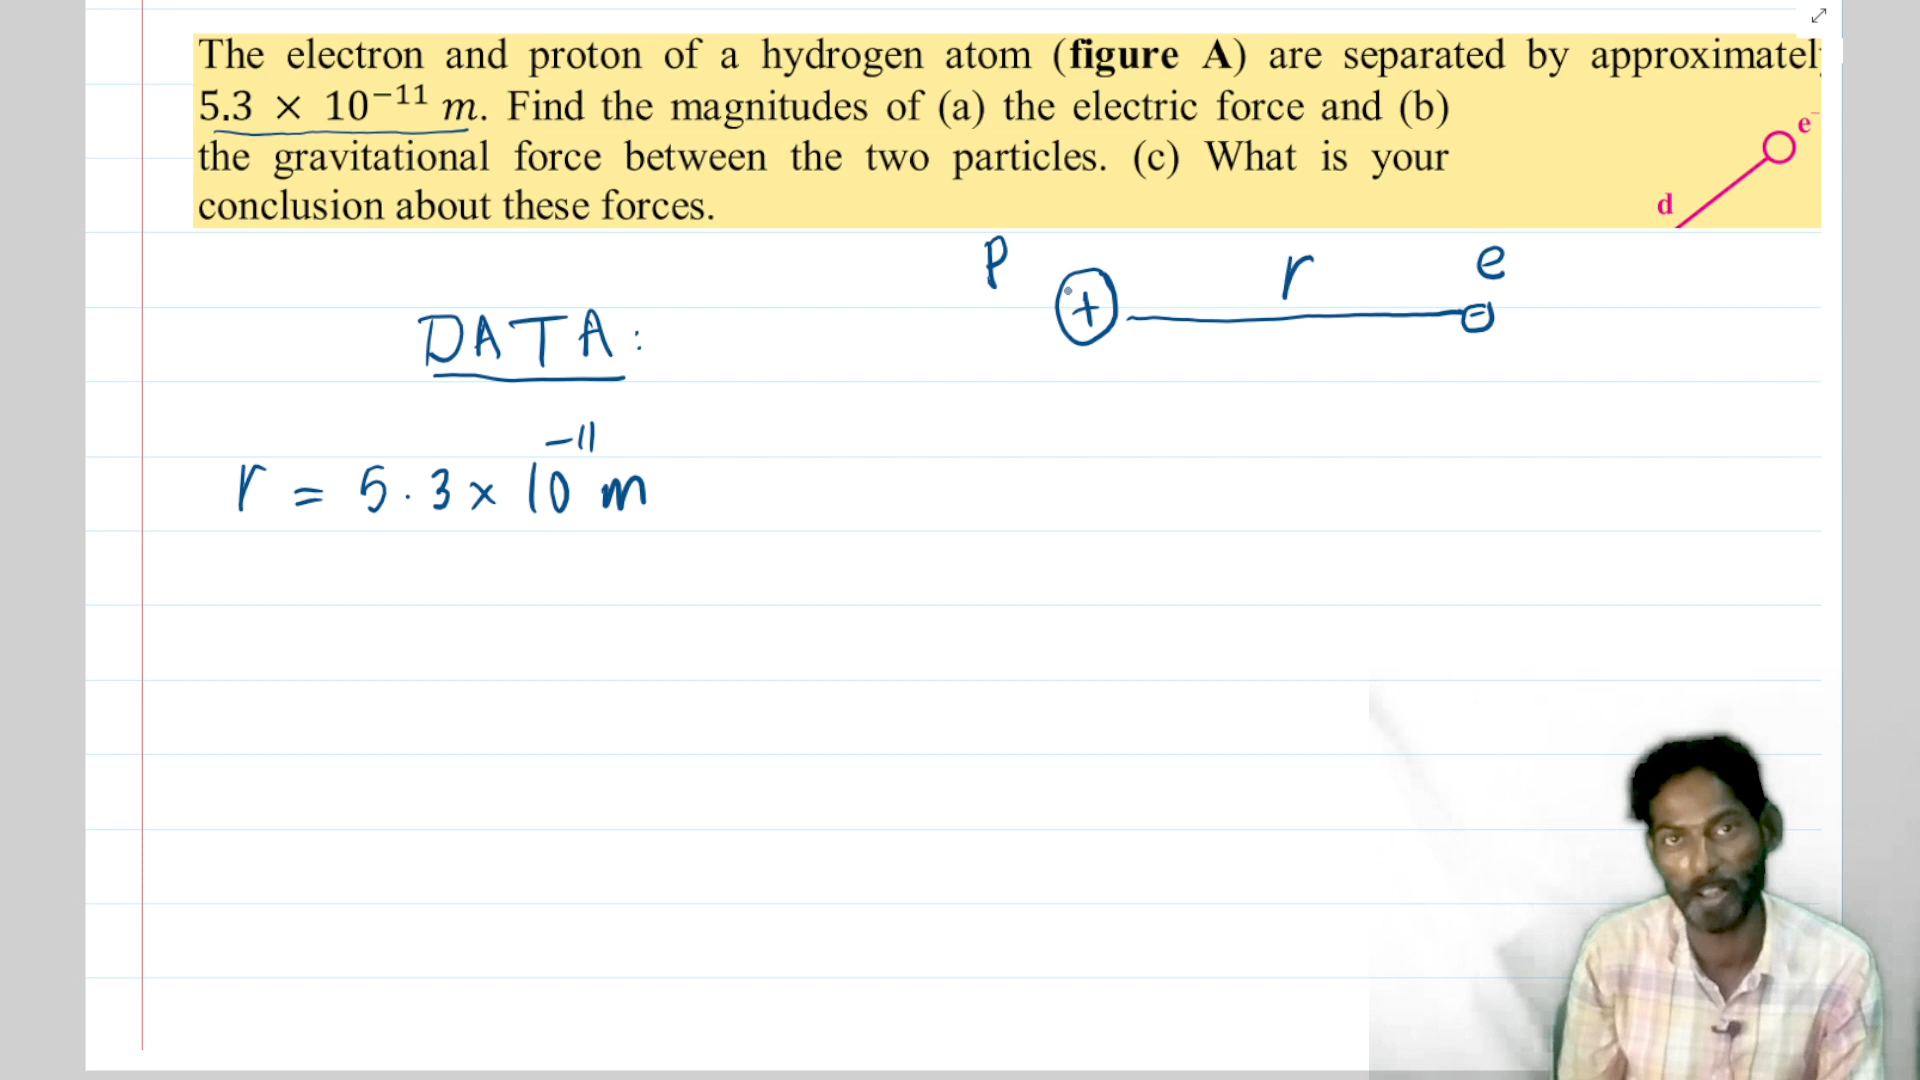 The electron and proton of a hydrogen atom (figure A) are separated by approximatel
5.3 × 10⁻¹¹ m. Find the magnitudes of (a) the electric force and (b)
the gravitational force between the two particles. (c) What is your
conclusion about these forces.
e⁻
d
P
+
r
e
−
DATA:
r = 5.3 × 10⁻¹¹ m